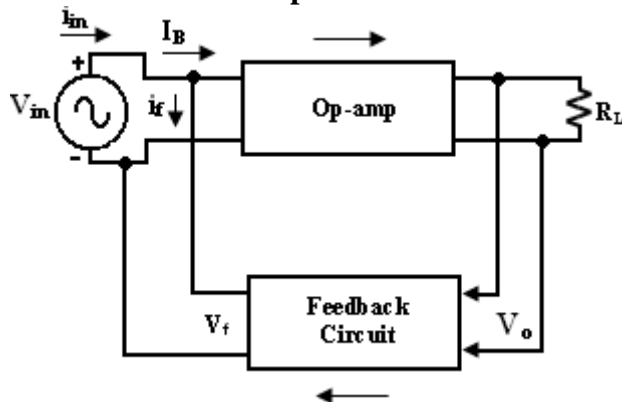 iin
IB
Vin
if
Op-amp
RL
Vf
Feedback
Circuit
Vo